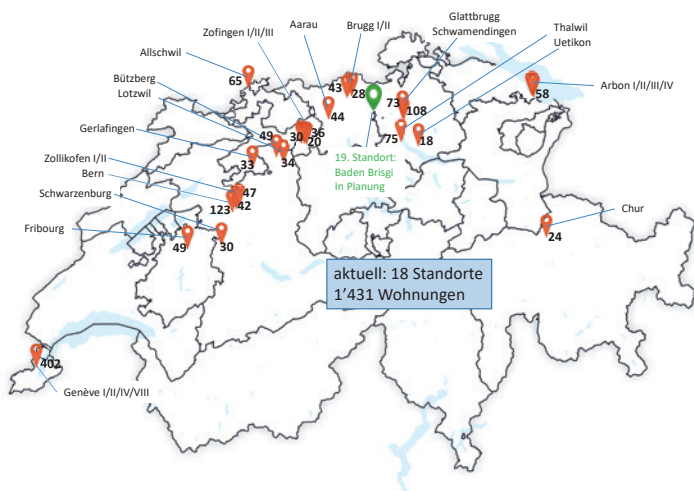 Zofingen I/II/III
Aarau
Brugg I/II
Glattbrugg
Schwamendingen
Thalwil
Uetikon
Allschwil
65
43
28
73
108
58
Arbon I/II/III/IV
Bützberg
Lotzwil
44
49
30
36
20
75
18
Gerlafingen
33
34
19. Standort:
Baden Brisgi
In Planung
Zollikofen I/II
Bern
47
42
123
Schwarzenburg
Fribourg
49
30
Chur
24
aktuell: 18 Standorte
1'431 Wohnungen
402
Genève I/II/IV/VIII